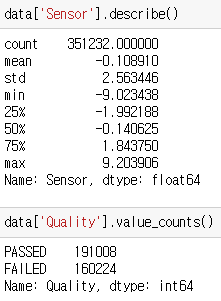 data['Sensor'].describe()
count    351232.000000
mean         -0.108910
std           2.563446
min          -9.023438
25%          -1.992188
50%          -0.140625
75%           1.843750
max           9.203906
Name: Sensor, dtype: float64
data['Quality'].value_counts()
PASSED    191008
FAILED    160224
Name: Quality, dtype: int64